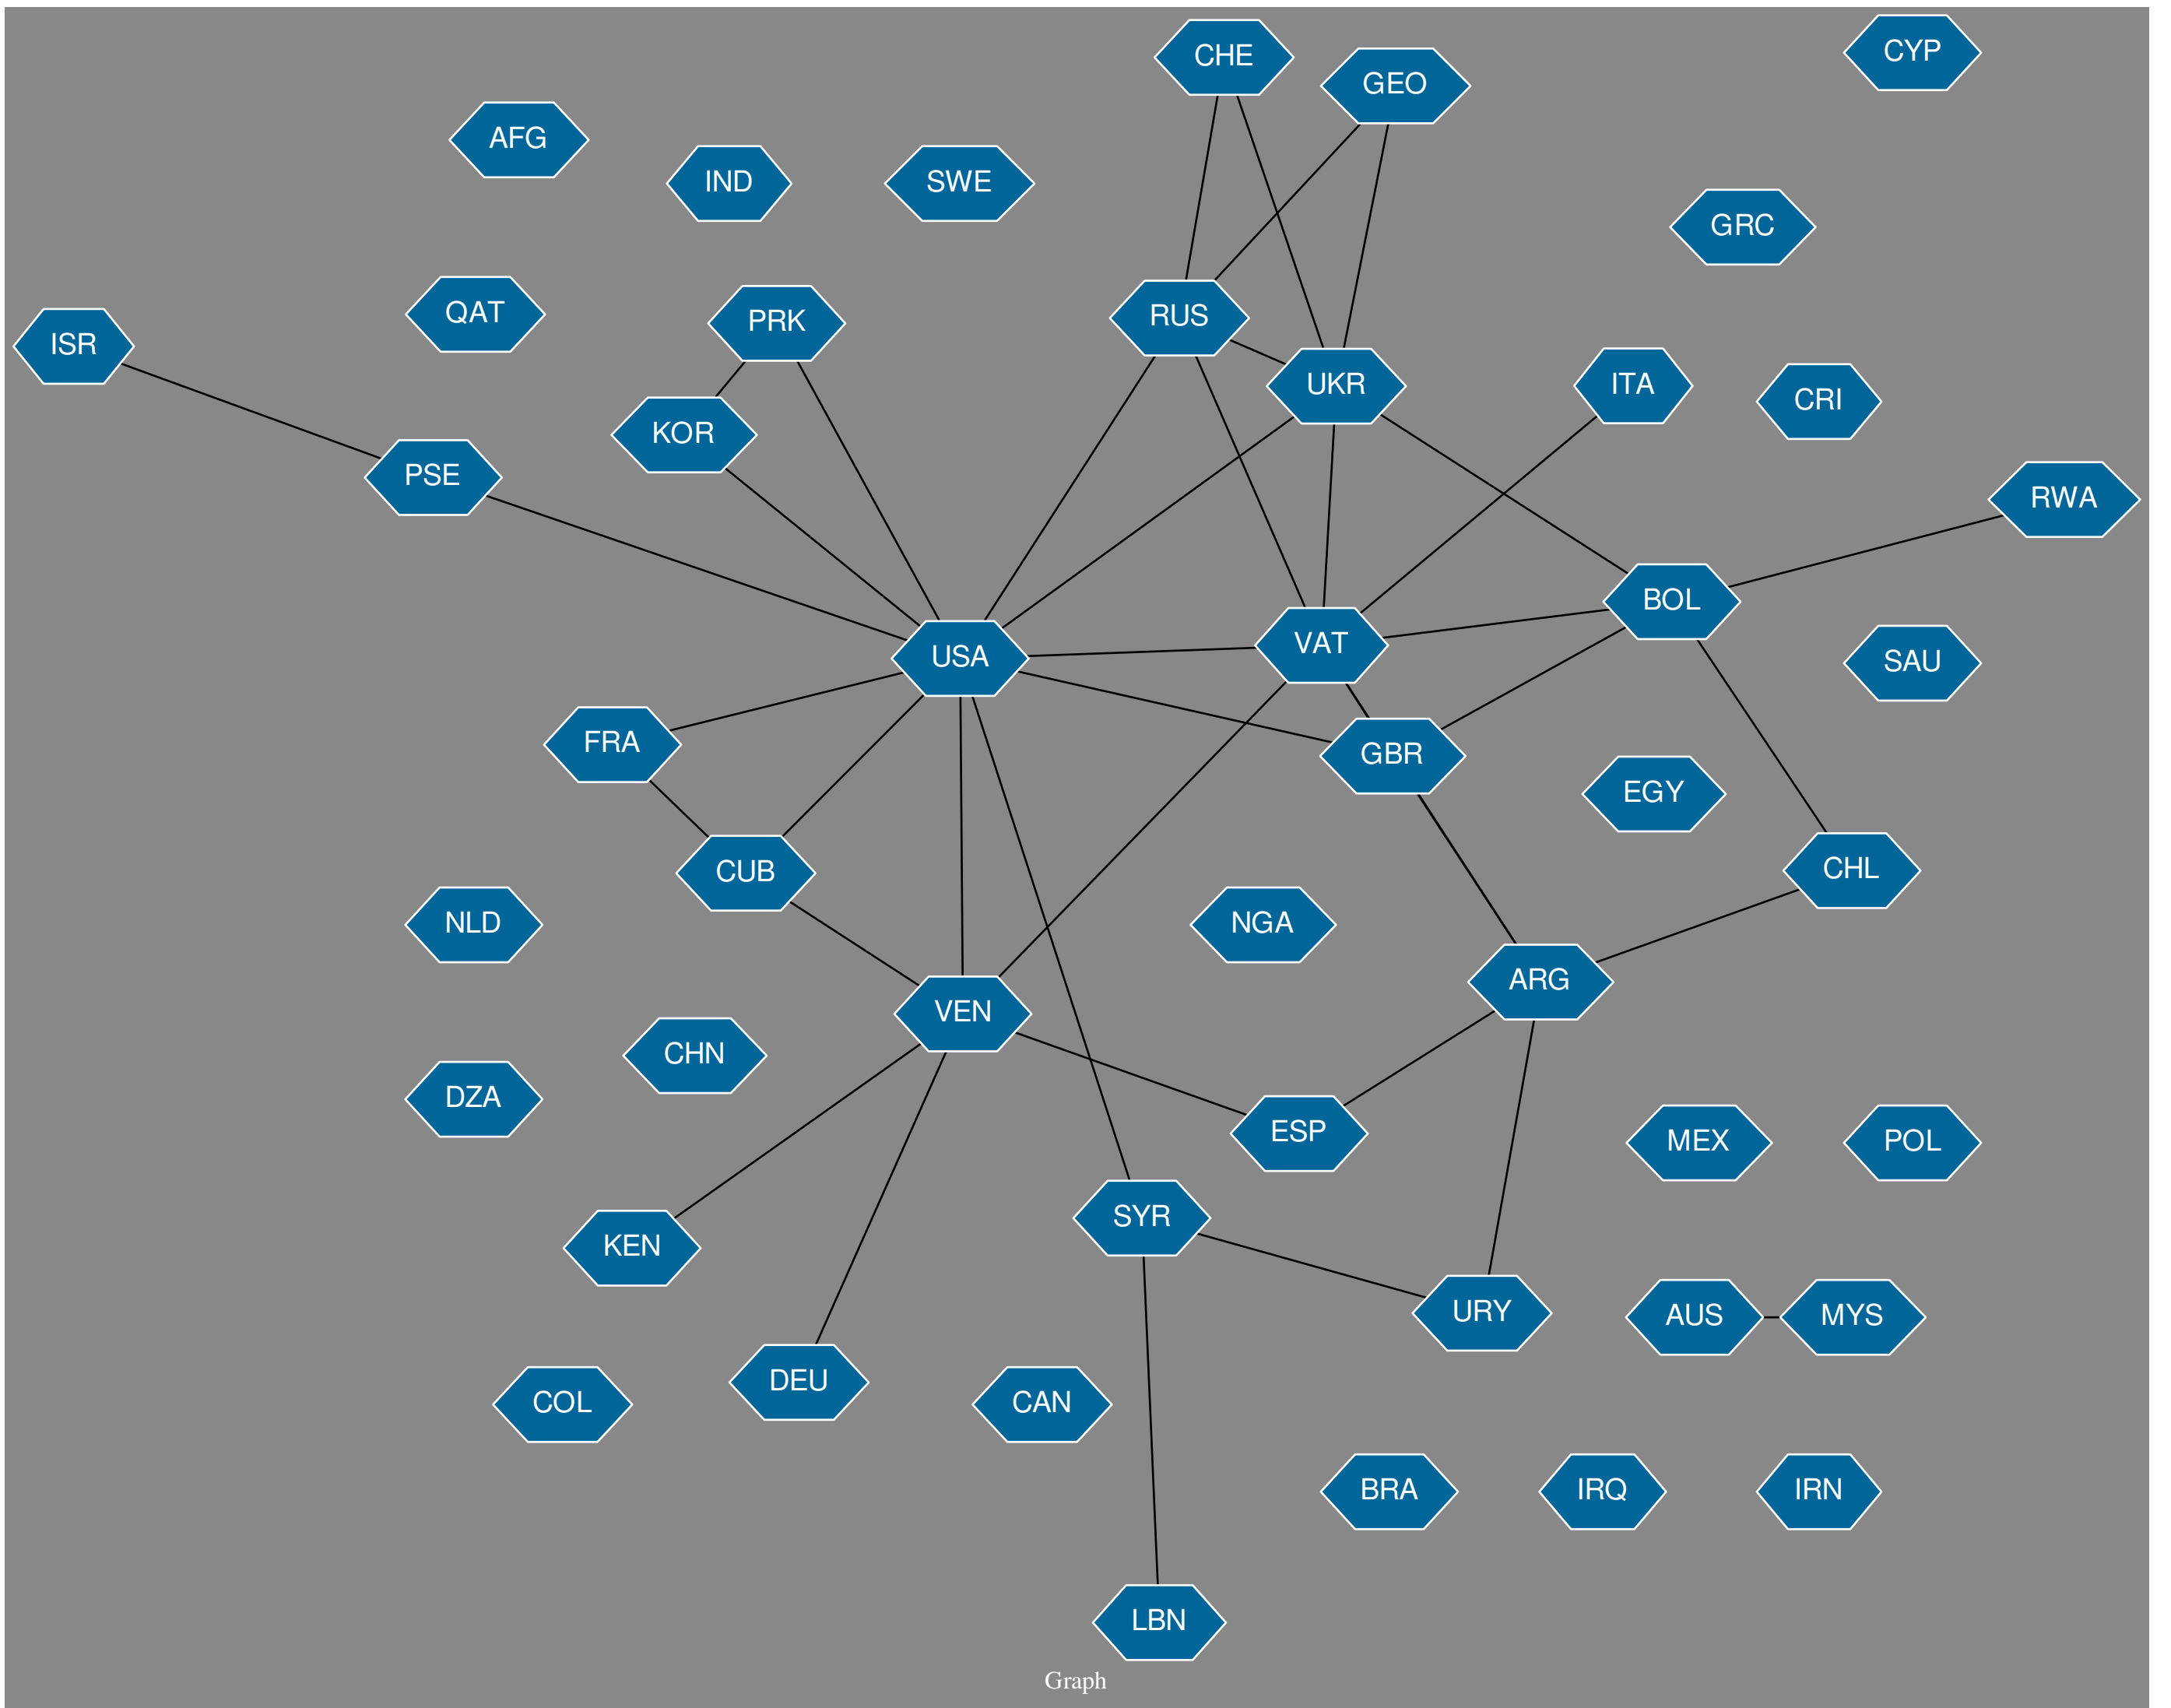 CHE
CYP
GEO
AFG
IND
SWE
GRC
QAT
PRK
RUS
ISR
UKR
ITA
CRI
KOR
PSE
RWA
BOL
USA
VAT
SAU
FRA
GBR
EGY
CUB
CHL
NLD
NGA
ARG
VEN
CHN
DZA
ESP
MEX
POL
SYR
KEN
URY
AUS
MYS
DEU
COL
CAN
BRA
IRQ
IRN
LBN
Graph